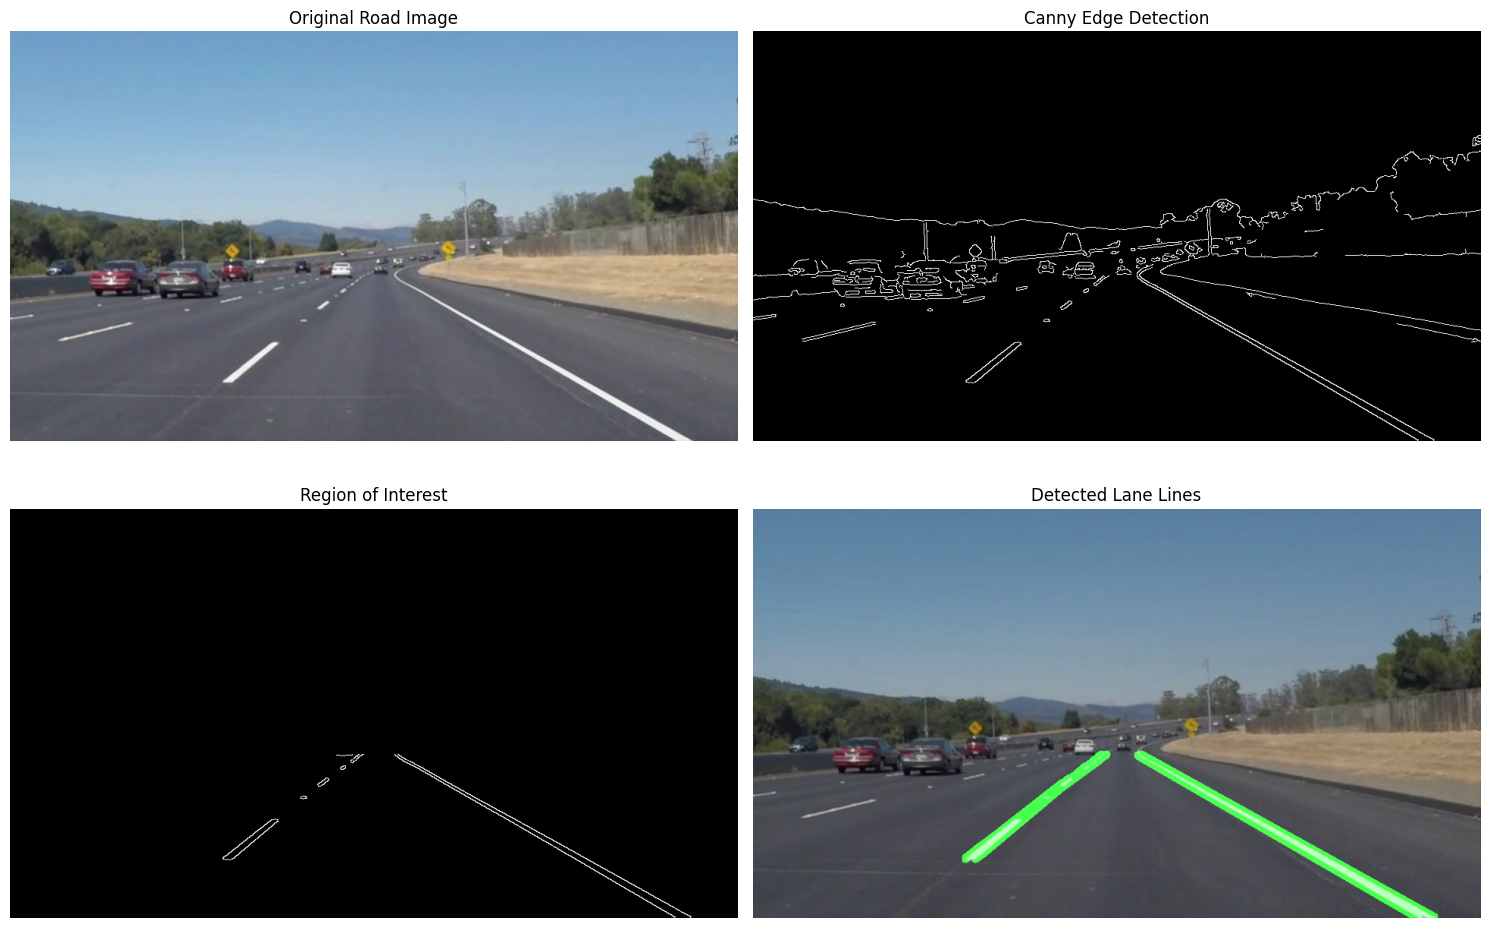 Original Road Image
Canny Edge Detection
Region of Interest
Detected Lane Lines